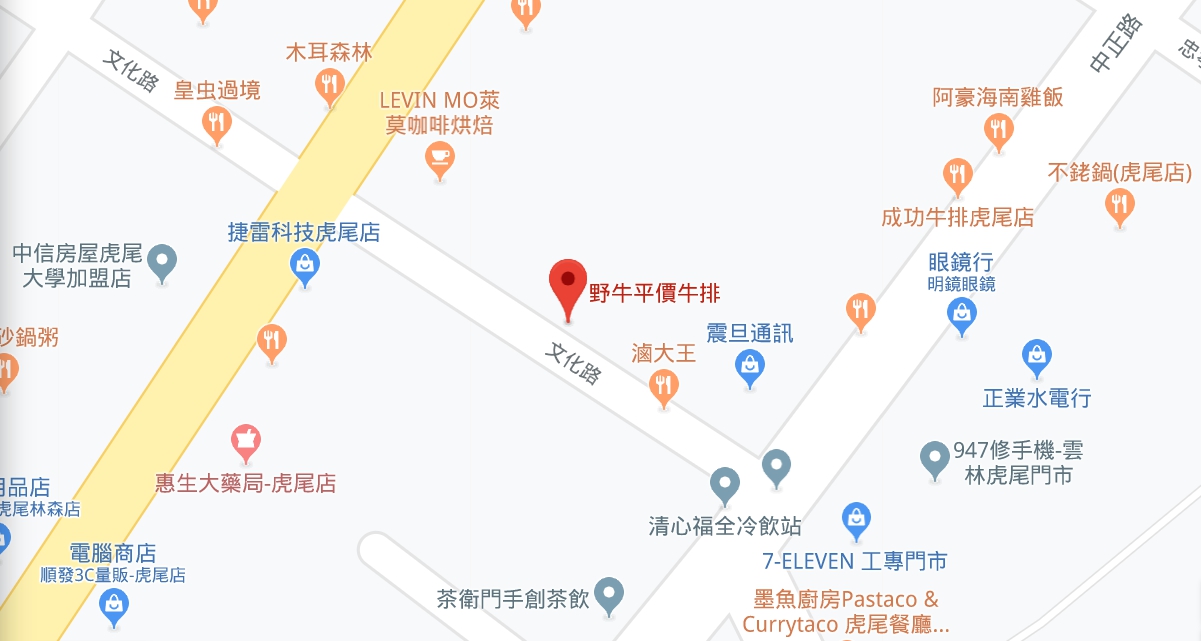 中正路
忠
文化路
木耳森林
皇虫過境
LEVIN MO萊
莫咖啡烘焙
阿豪海南雞飯
不銠鍋(虎尾店)
成功牛排虎尾店
捷雷科技虎尾店
中信房屋虎尾
大學加盟店
眼鏡行
明鏡眼鏡
野牛平價牛排
震旦通訊
砂鍋粥
滷大王
文化路
正業水電行
947修手機-雲
林虎尾門市
惠生大藥局-虎尾店
用品店
虎尾林森店
清心福全冷飲站
7-ELEVEN 工專門市
電腦商店
順發3C量販-虎尾店
茶衛門手創茶飲
墨魚廚房Pastaco &
Currytaco 虎尾餐廳...